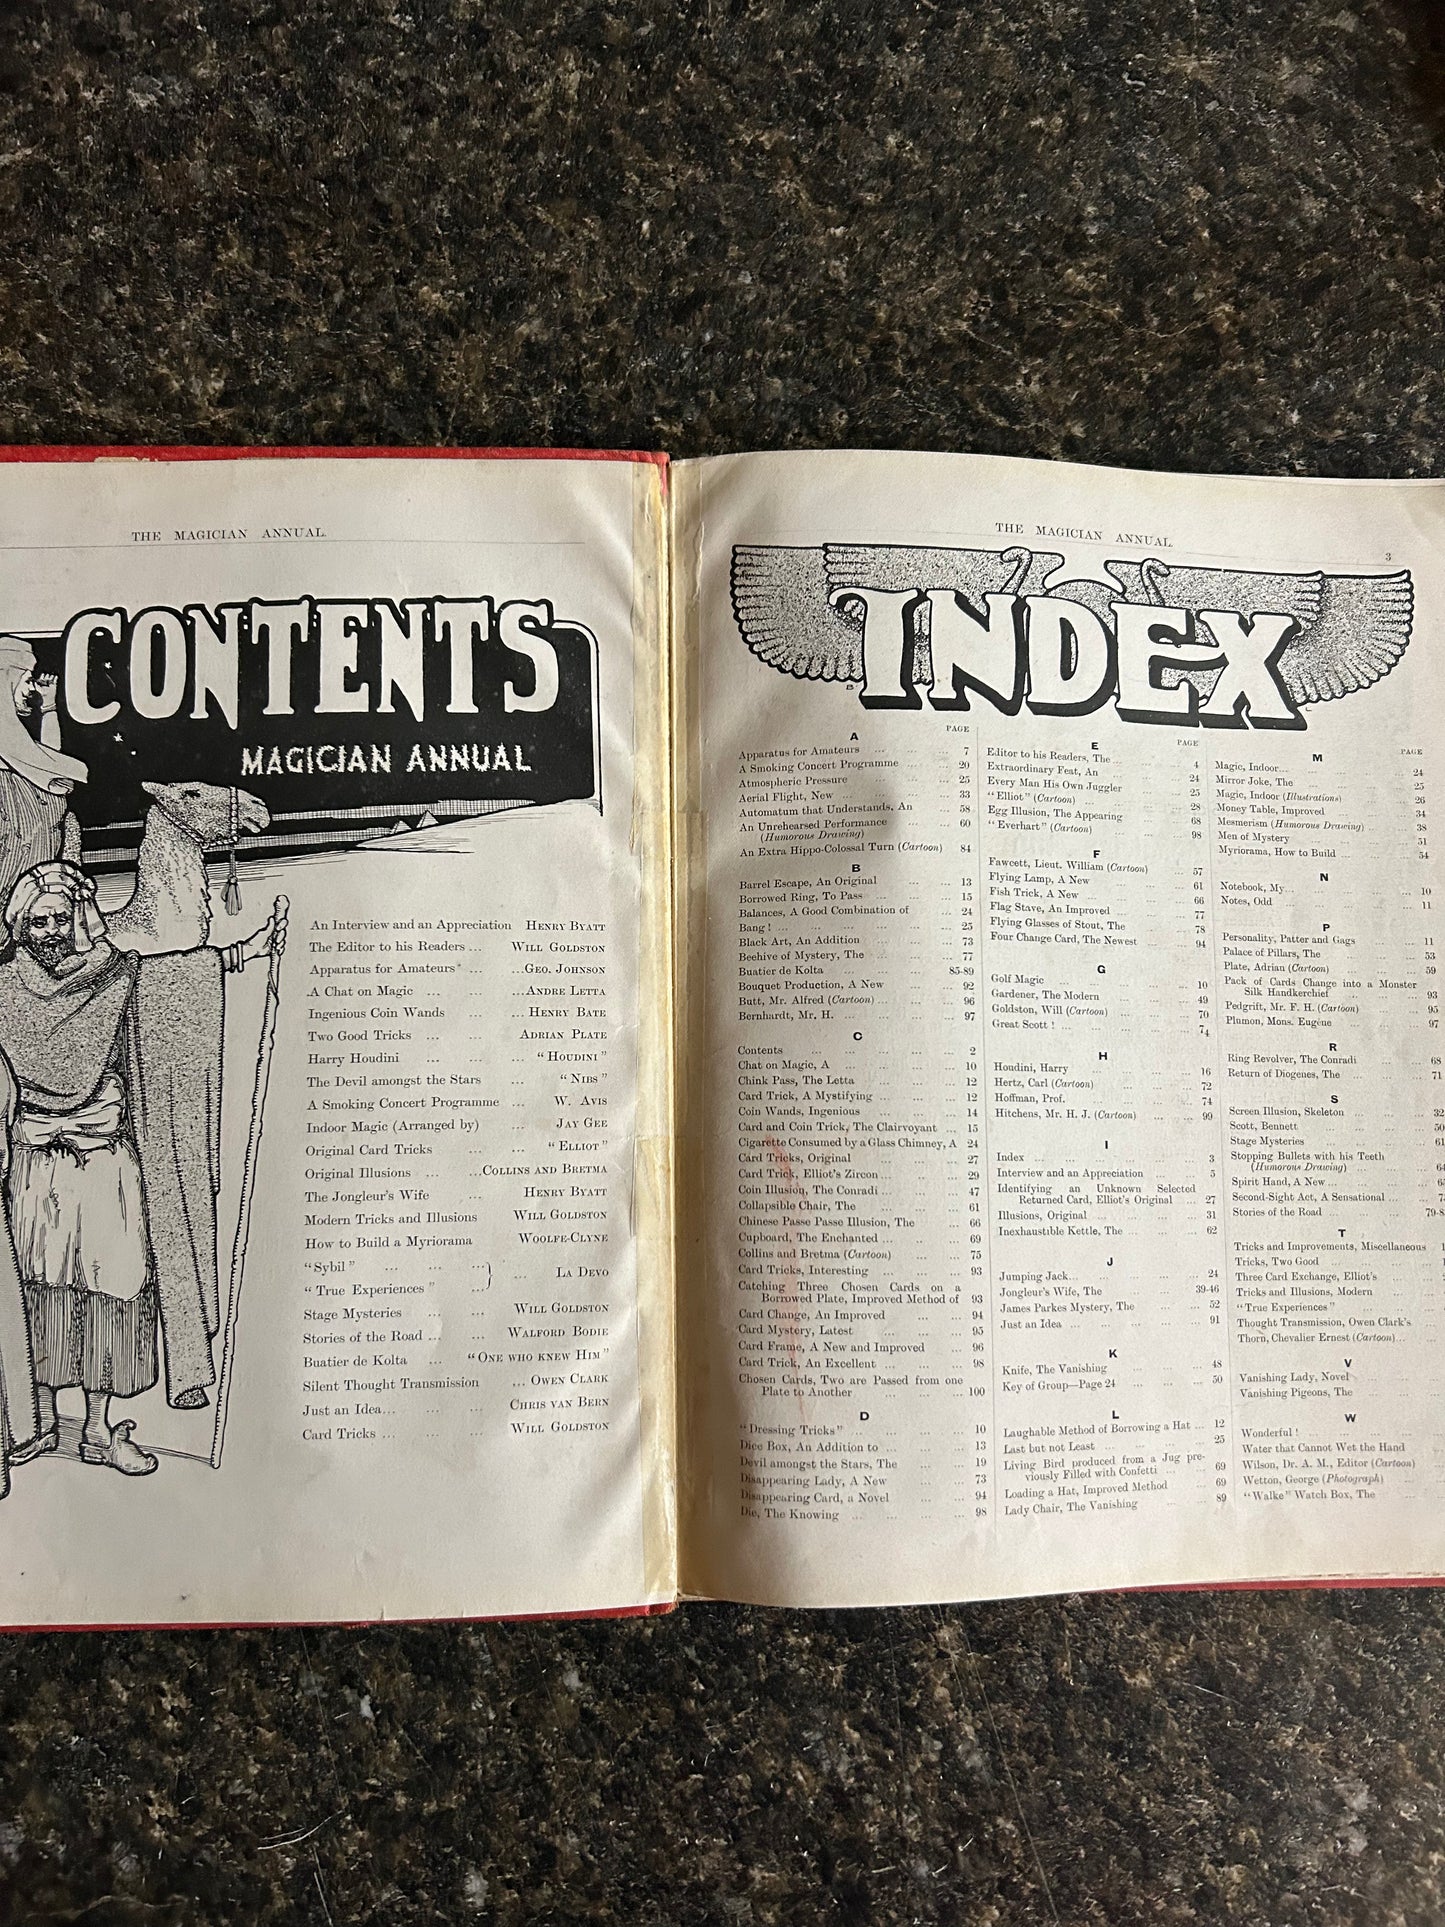 THE MAGICIAN ANNUAL.
CONTENTS
MAGICIAN ANNUAL
An Interview and an Appreciation HENRY BYATT
The Editor to his Readers ... WILL GOLDSTON
Apparatus for Amateurs ... ...GEO. JOHNSON
A Chat on Magic ... ... ...ANDRE LETTA
Ingenious Coin Wands ... ... HENRY BATE
Two Good Tricks ... ... ADRIAN PLATE
Harry Houdini ... ... ... "HOUDINI"
The Devil amongst the Stars ... "NIBS"
A Smoking Concert Programme ... W. AVIS
Indoor Magic (Arranged by) ... JAY GEE
Original Card Tricks ... ... "ELLIOT"
Original Illusions ... ...COLLINS AND BRETMA
The Jongleur's Wife ... HENRY BYATT
Modern Tricks and Illusions WILL GOLDSTON
How to Build a Myriorama WOOLFE-CLYNE
"Sybil" ... ... ...
"True Experiences" ...} ... LA DEVO
Stage Mysteries ... ... WILL GOLDSTON
Stories of the Road ... ... WALFORD BODIE
Buatier de Kolta ... "ONE WHO KNEW HIM"
Silent Thought Transmission ... OWEN CLARK
Just an Idea... ... ... CHRIS VAN BERN
Card Tricks ... ... ... WILL GOLDSTON
THE MAGICIAN ANNUAL.
3
INDEX
PAGE
A
Apparatus for Amateurs ... ... ... 7
A Smoking Concert Programme ... ... 20
Atmospheric Pressure ... ... ... 25
Aerial Flight, New ... ... ... 33
Automatum that Understands, An ... 58
An Unrehearsed Performance ... ... 60
(Humorous Drawing)
An Extra Hippo-Colossal Turn (Cartoon) 84
B
Barrel Escape, An Original ... ... 13
Borrowed Ring, To Pass ... ... ... 15
Balances, A Good Combination of ... 24
Bang! ... ... ... ... ... 25
Black Art, An Addition ... ... ... 73
Beehive of Mystery, The ... ... 77
Buatier de Kolta ... ... ... 85-89
Bouquet Production, A New ... ... 92
Butt, Mr. Alfred (Cartoon) ... ... ... 96
Bernhardt, Mr. H. ... ... ... ... 97
C
Contents ... ... ... ... ... 2
Chat on Magic, A ... ... ... ... 10
Chink Pass, The Letta ... ... ... 12
Card Trick, A Mystifying ... ... ... 12
Coin Wands, Ingenious ... ... ... 14
Card and Coin Trick, The Clairvoyant ... 15
Cigarette Consumed by a Glass Chimney, A 24
Card Tricks, Original ... ... ... 27
Card Trick, Elliot's Zircon ... ... ... 29
Coin Illusion, The Conradi ... ... ... 47
Collapsible Chair, The ... ... ... 61
Chinese Passe Passe Illusion, The ... 66
Cupboard, The Enchanted ... ... ... 69
Collins and Bretma (Cartoon) ... ... 75
Card Tricks, Interesting ... ... ... 93
Catching Three Chosen Cards on a
Borrowed Plate, Improved Method of 93
Card Change, An Improved ... ... 94
Card Mystery, Latest ... ... ... 95
Card Frame, A New and Improved ... 96
Card Trick, An Excellent ... ... ... 98
Chosen Cards, Two are Passed from one
Plate to Another ... ... ... 100
D
"Dressing Tricks" ... ... ... ... 10
Dice Box, An Addition to ... ... ... 13
Devil amongst the Stars, The ... ... 19
Disappearing Lady, A New ... ... 73
Disappearing Card, a Novel ... ... 94
Die, The Knowing ... ... ... ... 98
PAGE
E
Editor to his Readers, The ... ... ... 4
Extraordinary Feat, An ... ... ... 24
Every Man His Own Juggler ... 25
"Elliot" (Cartoon) ... ... ... ... 28
Egg Illusion, The Appearing ... ... 68
"Everhart" (Cartoon) ... ... ... 98
F
Fawcett, Lieut. William (Cartoon) ... ... 57
Flying Lamp, A New ... ... ... 61
Fish Trick, A New ... ... ... ... 66
Flag Stave, An Improved ... ... ... 77
Flying Glasses of Stout, The ... ... 78
Four Change Card, The Newest ... ... 94
G
Golf Magic ... ... ... ... ... 10
Gardener, The Modern ... ... ... 49
Goldston, Will (Cartoon) ... ... ... 70
Great Scott! ... ... ... ... ... 74
H
Houdini, Harry ... ... ... ... 16
Hertz, Carl (Cartoon) ... ... ... 72
Hoffman, Prof. ... ... ... ... 74
Hitchens, Mr. H. J. (Cartoon) ... ... 99
I
Index ... ... ... ... ... ... 3
Interview and an Appreciation ... ... 5
Identifying an Unknown Selected
Returned Card, Elliot's Original ... 27
Illusions, Original ... ... ... ... 31
Inexhaustible Kettle, The ... ... ... 62
J
Jumping Jack... ... ... ... ... 24
Jongleur's Wife, The ... ... ... 39-46
James Parkes Mystery, The ... ... 52
Just an Idea ... ... ... ... ... 91
K
Knife, The Vanishing ... ... ... 48
Key of Group—Page 24 ... ... ... 50
L
Laughable Method of Borrowing a Hat ... 12
Last but not Least ... ... ... ... 25
Living Bird produced from a Jug pre-
viously Filled with Confetti ... ... 69
Loading a Hat, Improved Method ... 69
Lady Chair, The Vanishing ... ... 89
PAGE
M
Magic, Indoor... ... ... ... ... 24
Mirror Joke, The ... ... ... ... 25
Magic, Indoor (Illustrations) ... ... 26
Money Table, Improved ... ... ... 34
Mesmerism (Humorous Drawing) ... ... 38
Men of Mystery ... ... ... ... 51
Myriorama, How to Build ... ... ... 54
N
Notebook, My... ... ... ... ... 10
Notes, Odd ... ... ... ... ... 11
P
Personality, Patter and Gags ... ... 11
Palace of Pillars, The ... ... ... 53
Plate, Adrian (Cartoon) ... ... ... 59
Pack of Cards Change into a Monster
Silk Handkerchief ... ... ... 93
Pedgrift, Mr. F. H. (Cartoon) ... ... 95
Plumon, Mons. Eugene ... ... ... 97
R
Ring Revolver, The Conradi ... ... 68
Return of Diogenes, The ... ... ... 71
S
Screen Illusion, Skeleton ... ... ... 32
Scott, Bennett ... ... ... ... 50
Stage Mysteries ... ... ... ... 61
Stopping Bullets with his Teeth
(Humorous Drawing) ... ... ...
Spirit Hand, A New ... ... ...
Second-Sight Act, A Sensational ...
Stories of the Road ... ... ... 79-8
T
Tricks and Improvements, Miscellaneous
Tricks, Two Good ... ... ...
Three Card Exchange, Elliot's ...
Tricks and Illusions, Modern ...
"True Experiences" ... ...
Thought Transmission, Owen Clark's
Thorn, Chevalier Ernest (Cartoon)...
V
Vanishing Lady, Novel ... ...
Vanishing Pigeons, The ... ...
W
Wonderful! ... ... ... ...
Water that Cannot Wet the Hand
Wilson, Dr. A. M., Editor (Cartoon)
Wetton, George (Photograph) ...
"Walke" Watch Box, The ...